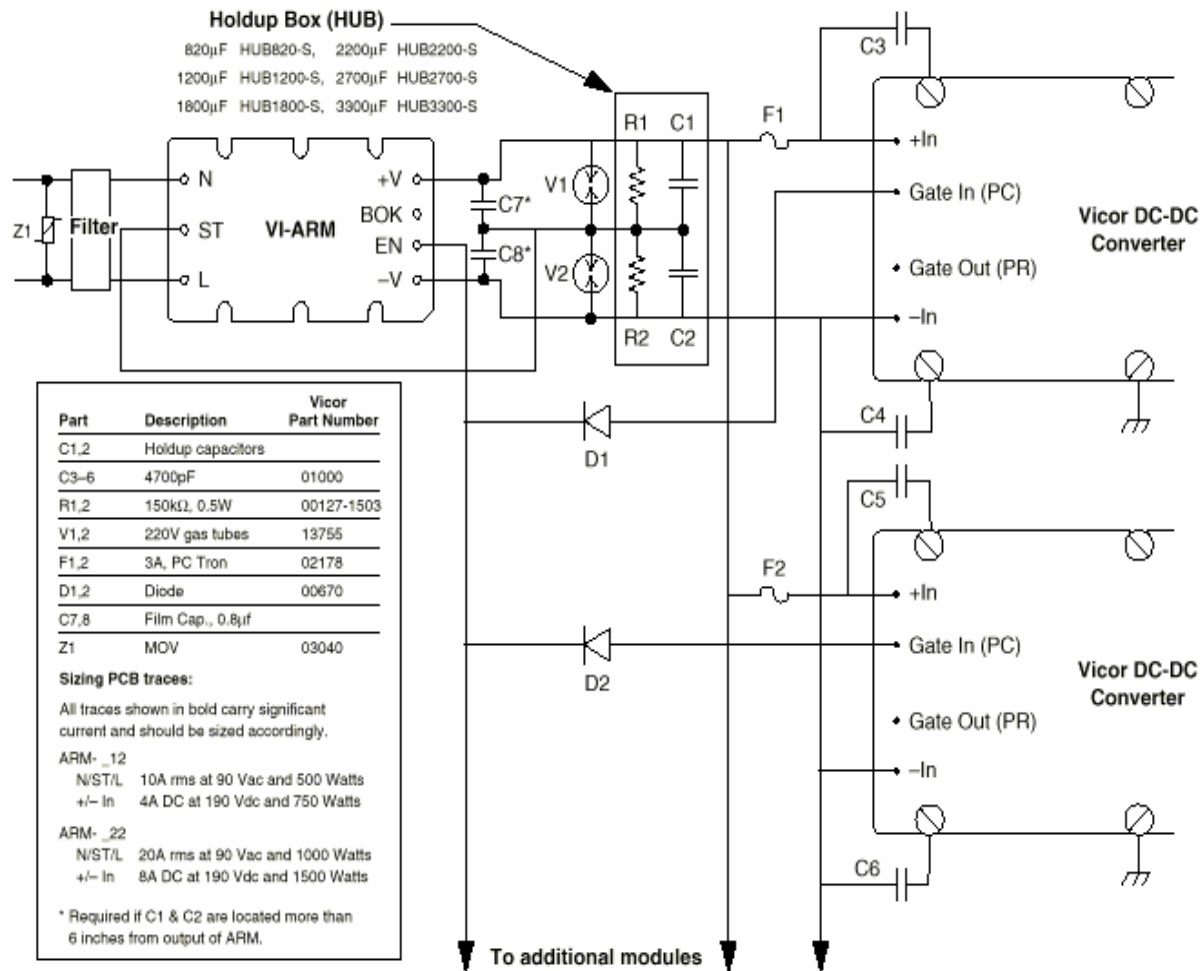 Holdup Box (HUB)
820µF HUB820-S, 2200µF HUB2200-S
1200µF HUB1200-S, 2700µF HUB2700-S
1800µF HUB1800-S, 3300µF HUB3300-S
C3
R1 C1
F1
+In
Gate In (PC)
Vicor DC-DC
Converter
Gate Out (PR)
–In
N
ST
L
Z1
Filter
VI-ARM
+V
BOK
EN
–V
C7*
C8*
V1
V2
R2 C2
D1
C4
C5
F2
+In
Gate In (PC)
Vicor DC-DC
Converter
Gate Out (PR)
–In
D2
C6
Part Description Vicor
Part Number
C1,2 Holdup capacitors
C3–6 4700pF 01000
R1,2 150kΩ, 0.5W 00127-1503
V1,2 220V gas tubes 13755
F1,2 3A, PC Tron 02178
D1,2 Diode 00670
C7,8 Film Cap., 0.8µf
Z1 MOV 03040
Sizing PCB traces:
All traces shown in bold carry significant
current and should be sized accordingly.
ARM- _12
N/ST/L 10A rms at 90 Vac and 500 Watts
+/– In 4A DC at 190 Vdc and 750 Watts
ARM- _22
N/ST/L 20A rms at 90 Vac and 1000 Watts
+/– In 8A DC at 190 Vdc and 1500 Watts
* Required if C1 & C2 are located more than
6 inches from output of ARM.
To additional modules